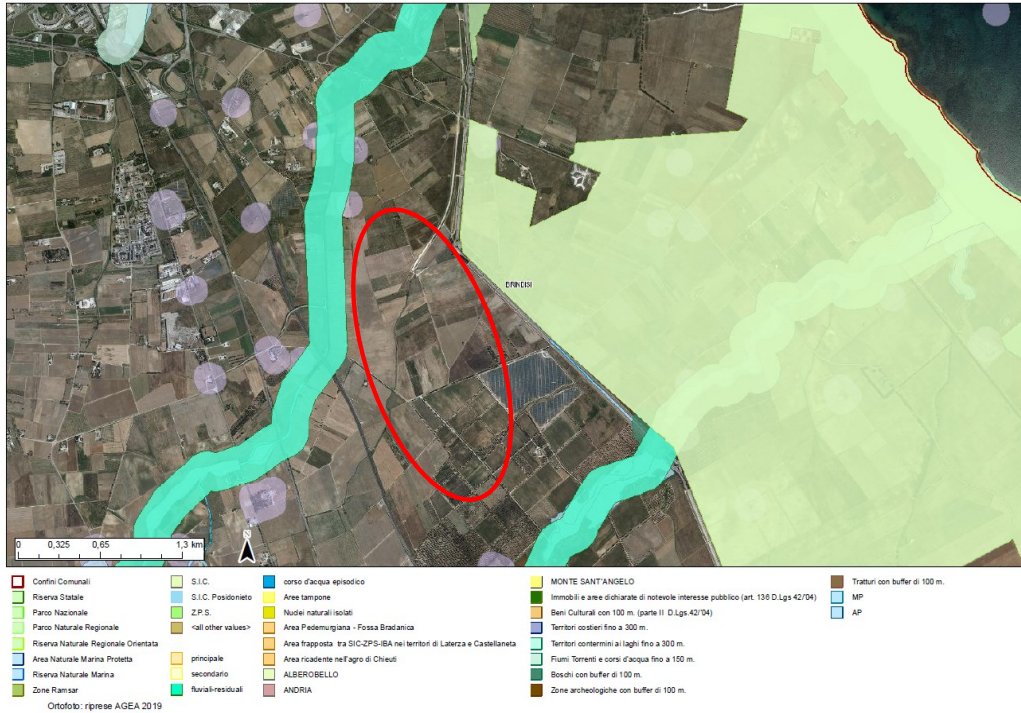 BRINDISI
0 0,325 0,65 1,3 km
N
Confini Comunali
Riserva Statale
Parco Nazionale
Parco Naturale Regionale
Riserva Naturale Regionale Orientata
Area Naturale Marina Protetta
Riserva Naturale Marina
Zone Ramsar
S.I.C.
S.I.C. Posidonieto
Z.P.S.
<all other values>
principale
secondario
fluviali-residuali
corso d'acqua episodico
Aree tampone
Nuclei naturali isolati
Area Pedemurgiana - Fossa Bradanica
Area frapposta tra SIC-ZPS-IBA nei territori di Laterza e Castellaneta
Area ricadente nell'agro di Chieuti
ALBEROBELLO
ANDRIA
MONTE SANT'ANGELO
Immobili e aree dichiarate di notevole interesse pubblico (art. 136 D.Lgs 42/'04)
Beni Culturali con 100 m. (parte II D.Lgs.42/'04)
Territori costieri fino a 300 m.
Territori contermini ai laghi fino a 300 m.
Fiumi Torrenti e corsi d'acqua fino a 150 m.
Boschi con buffer di 100 m.
Zone archeologiche con buffer di 100 m.
Tratturi con buffer di 100 m.
MP
AP
Ortofoto: riprese AGEA 2019